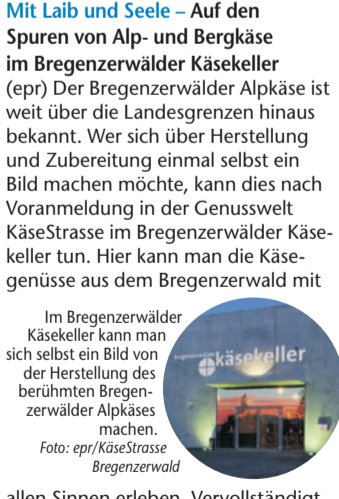 Mit Laib und Seele – Auf den
Spuren von Alp- und Bergkäse
im Bregenzerwälder Käsekeller
(epr) Der Bregenzerwälder Alpkäse ist
weit über die Landesgrenzen hinaus
bekannt. Wer sich über Herstellung
und Zubereitung einmal selbst ein
Bild machen möchte, kann dies nach
Voranmeldung in der Genusswelt
KäseStrasse im Bregenzerwälder Käse-
keller tun. Hier kann man die Käse-
genüsse aus dem Bregenzerwald mit
Im Bregenzerwälder
Käsekeller kann man
sich selbst ein Bild von
der Herstellung des
berühmten Bregen-
zerwälder Alpkäses
machen.
Foto: epr/KäseStrasse
Bregenzerwald
käsekeller
allen Sinnen erleben. Vervollständigt